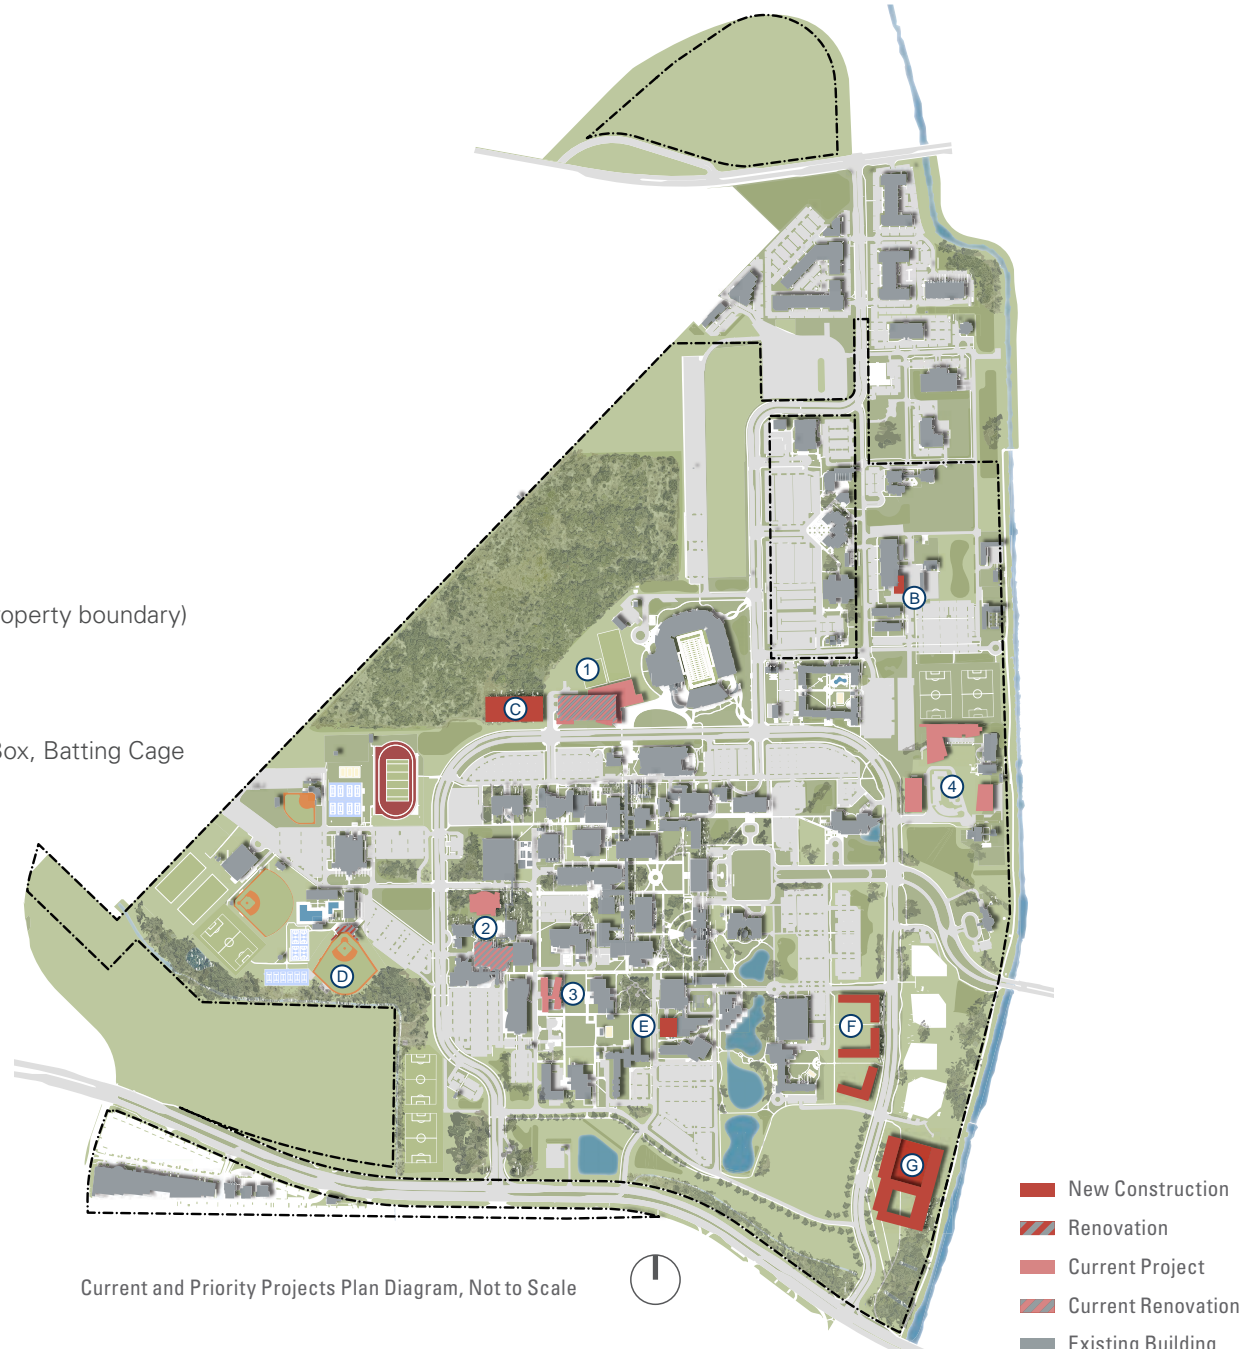 operty boundary)
Box, Batting Cage
B
1
C
4
2
D
3
E
F
G
New Construction
Renovation
Current Project
Current Renovation
Existing Building
Current and Priority Projects Plan Diagram, Not to Scale